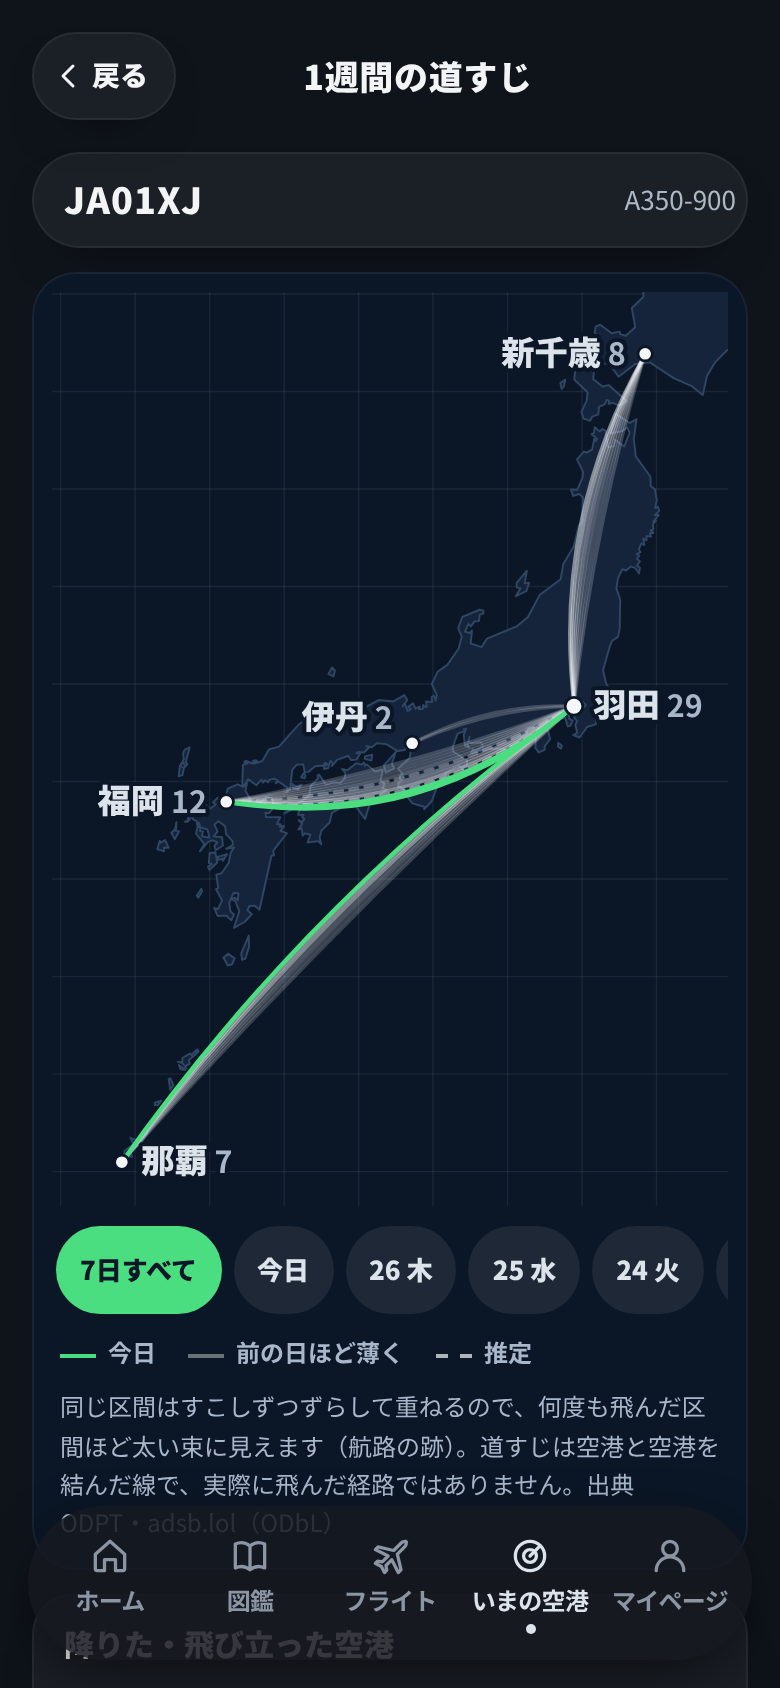 戻る
1週間の道すじ
JA01XJ
A350-900
新千歳 8
羽田 29
伊丹 2
福岡 12
那覇 7
7日すべて
今日
26 木
25 水
24 火
今日
前の日ほど薄く
推定
同じ区間はすこしずつずらして重ねるので、何度も飛んだ区
間ほど太い束に見えます（航路の跡）。道すじは空港と空港を
結んだ線で、実際に飛んだ経路ではありません。出典
ODPT・adsb.lol（ODbL）
ホーム
図鑑
フライト
いまの空港
マイページ
降りた・飛び立った空港